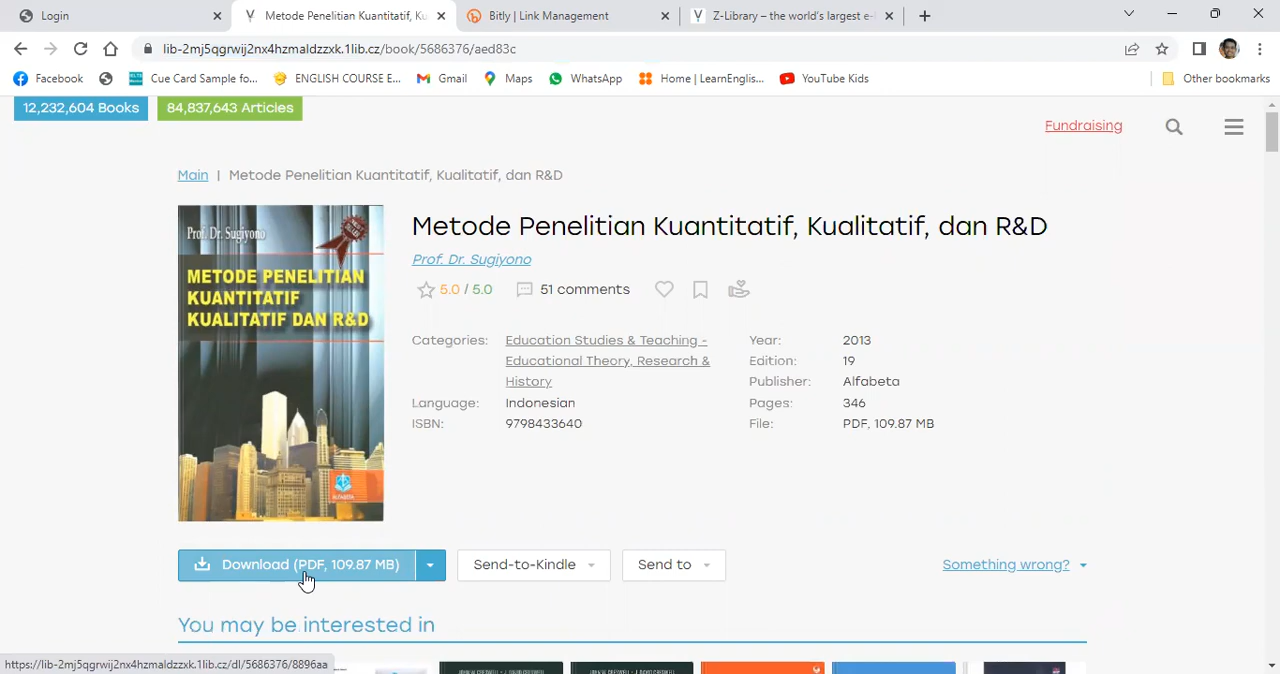 Login
Metode Penelitian Kuantitatif, Ku
Bitly | Link Management
Z-Library – the world's largest e-
lib-2mj5qgrwij2nx4hzmaldzzxk.1lib.cz/book/5686376/aed83c
Facebook
Cue Card Sample fo...
ENGLISH COURSE E...
Gmail
Maps
WhatsApp
Home | LearnEnglis...
YouTube Kids
Other bookmarks
12,232,604 Books
84,837,643 Articles
Fundraising
Main | Metode Penelitian Kuantitatif, Kualitatif, dan R&D
Prof. Dr. Sugiyono
METODE PENELITIAN
KUANTITATIF
KUALITATIF DAN R&D
ALFABETA
Metode Penelitian Kuantitatif, Kualitatif, dan R&D
Prof. Dr. Sugiyono
5.0 / 5.0
51 comments
Categories: Education Studies & Teaching -
Educational Theory, Research &
History
Language: Indonesian
ISBN: 9798433640
Year: 2013
Edition: 19
Publisher: Alfabeta
Pages: 346
File: PDF, 109.87 MB
Download (PDF, 109.87 MB)
Send-to-Kindle
Send to
Something wrong?
You may be interested in
https://lib-2mj5qgrwij2nx4hzmaldzzxk.1lib.cz/dl/5686376/8896aa